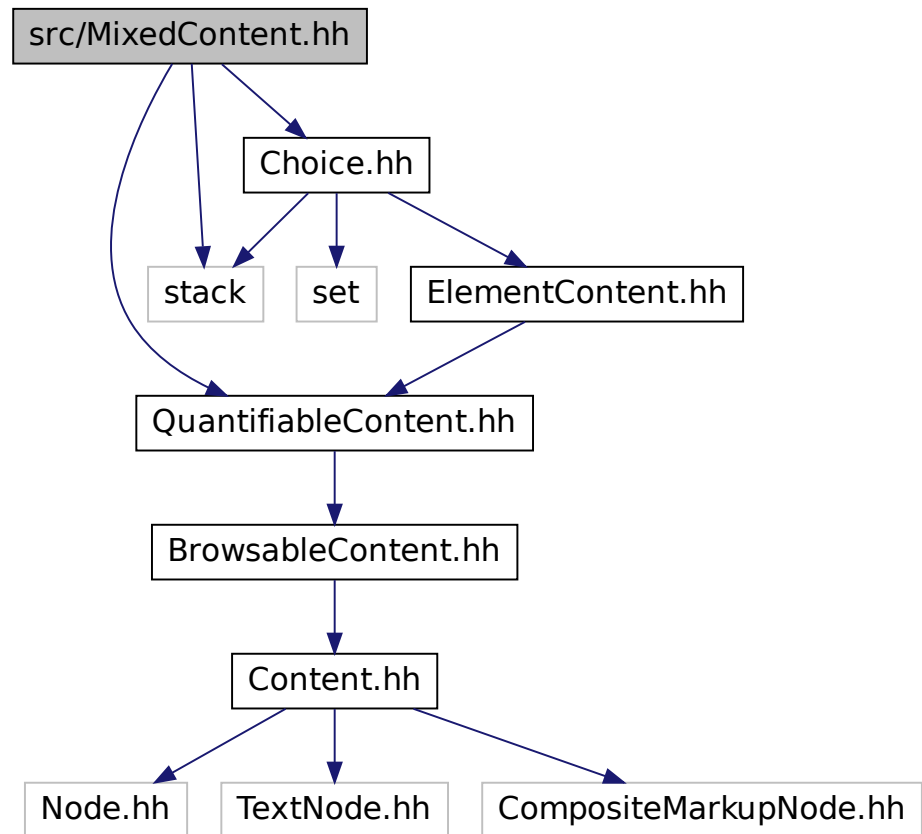 src/MixedContent.hh
Choice.hh
stack
set
ElementContent.hh
QuantifiableContent.hh
BrowsableContent.hh
Content.hh
Node.hh
TextNode.hh
CompositeMarkupNode.hh